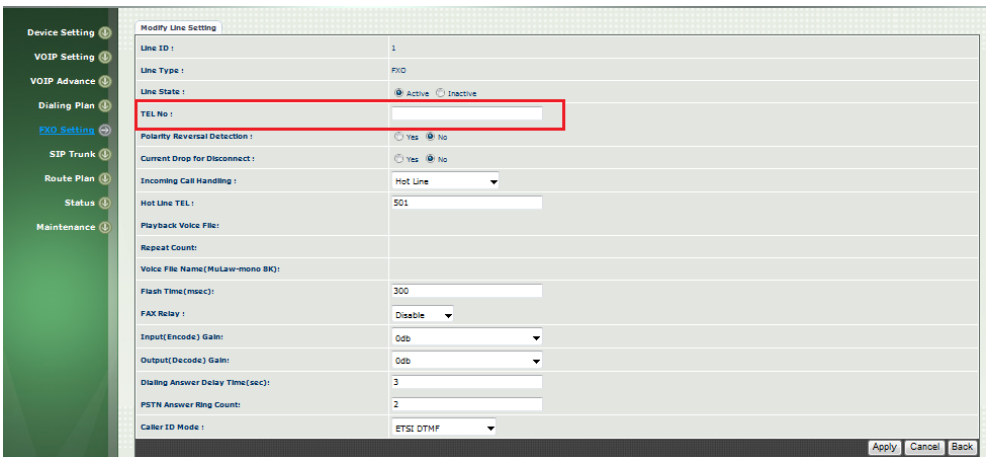 Device Setting
VOIP Setting
VOIP Advance
Dialing Plan
FXO Setting
SIP Trunk
Route Plan
Status
Maintenance
Modify Line Setting
Line ID : 1
Line Type : FXO
Line State : Active Inactive
TEL No :
Polarity Reversal Detection : Yes No
Current Drop for Disconnect : Yes No
Incoming Call Handling : Hot Line
Hot Line TEL : 501
Playback Voice File:
Repeat Count:
Voice File Name(MuLaw-mono 8K):
Flash Time(msec): 300
FAX Relay : Disable
Input(Encode) Gain: 0db
Output(Decode) Gain: 0db
Dialing Answer Delay Time(sec): 3
PSTN Answer Ring Count: 2
Caller ID Mode : ETSI DTMF
Apply Cancel Back